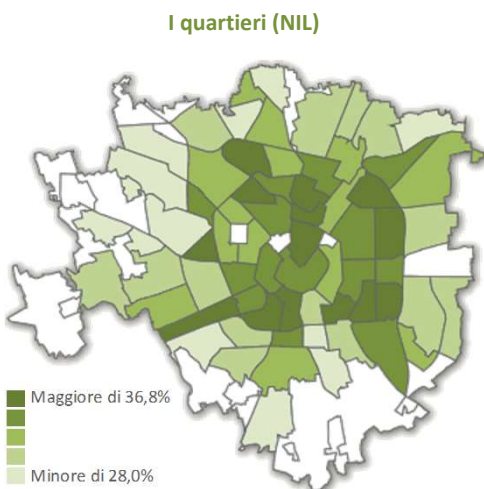 I quartieri (NIL)
Maggiore di 36,8%
Minore di 28,0%